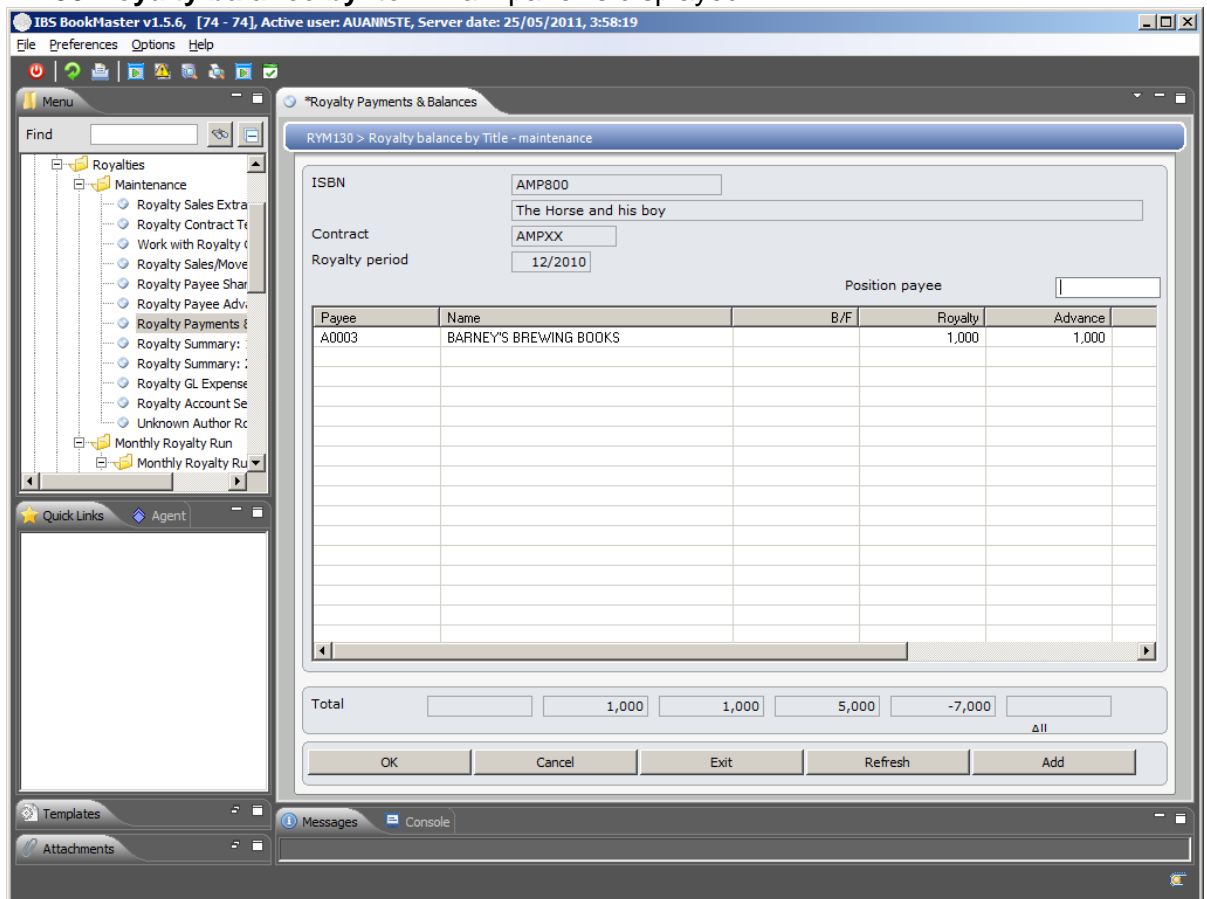 IBS BookMaster v1.5.6, [74 - 74], Active user: AUANNSTE, Server date: 25/05/2011, 3:58:19
File Preferences Options Help
Menu
*Royalty Payments & Balances
Find
RYM130 > Royalty balance by Title - maintenance
Royalties
Maintenance
Royalty Sales Extra
Royalty Contract Te
Work with Royalty
Royalty Sales/Move
Royalty Payee Shar
Royalty Payee Adv
Royalty Payments
Royalty Summary:
Royalty Summary:
Royalty GL Expense
Royalty Account Se
Unknown Author Ro
Monthly Royalty Run
Monthly Royalty Ru
ISBN AMP800
The Horse and his boy
Contract AMPXX
Royalty period 12/2010
Position payee
Payee Name B/F Royalty Advance
A0003 BARNEY'S BREWING BOOKS 1,000 1,000
Total 1,000 1,000 5,000 -7,000
All
OK Cancel Exit Refresh Add
Quick Links Agent
Templates
Attachments
Messages Console